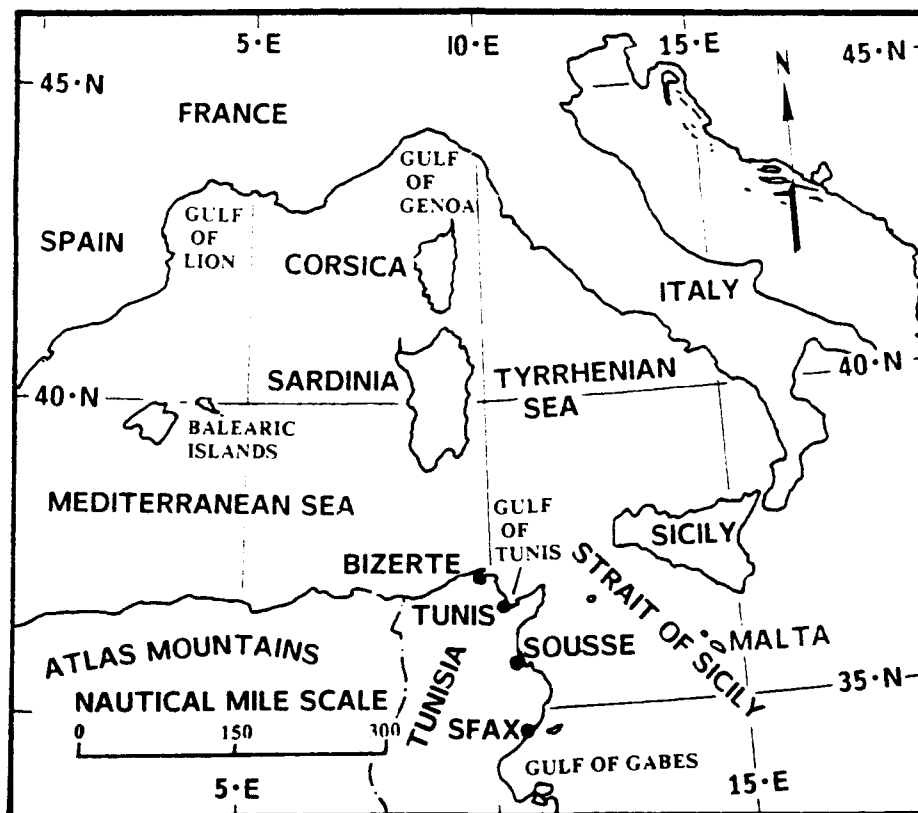 5·E 10·E 15·E
45·N 45·N
N
FRANCE
GULF
OF
GENOA
GULF
OF
LION
SPAIN
CORSICA
ITALY
SARDINIA
TYRRHENIAN
SEA
40·N 40·N
BALEARIC
ISLANDS
MEDITERRANEAN SEA
GULF
OF
TUNIS
SICILY
BIZERTE
STRAIT OF SICILY
TUNIS
MALTA
ATLAS MOUNTAINS
TUNISIA
SOUSSE
35·N
NAUTICAL MILE SCALE
0 150 300
SFAX
GULF OF GABES
5·E 15·E